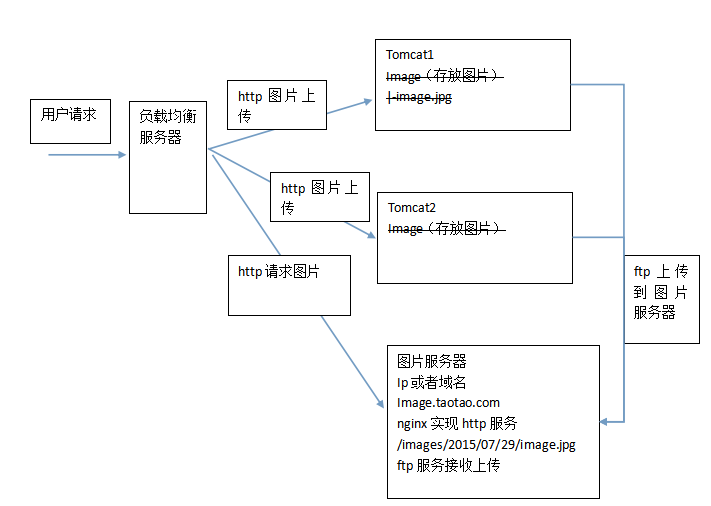 用户请求
负载均衡
服务器
http 图片上
传
Tomcat1
Image（存放图片）
|-image.jpg
http 图片上
传
Tomcat2
Image（存放图片）
http 请求图片
ftp 上传
到图片
服务器
图片服务器
Ip 或者域名
Image.taotao.com
nginx 实现 http 服务
/images/2015/07/29/image.jpg
ftp 服务接收上传